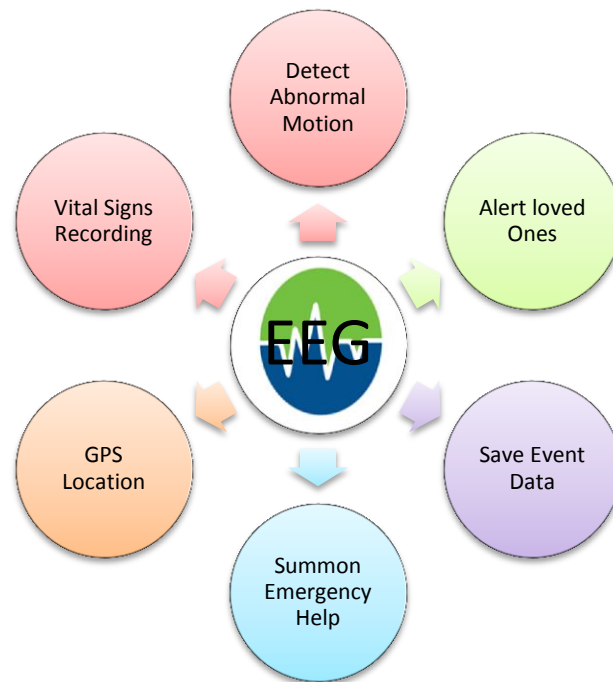 Detect
Abnormal
Motion
Vital Signs
Recording
Alert loved
Ones
EEG
GPS
Location
Save Event
Data
Summon
Emergency
Help